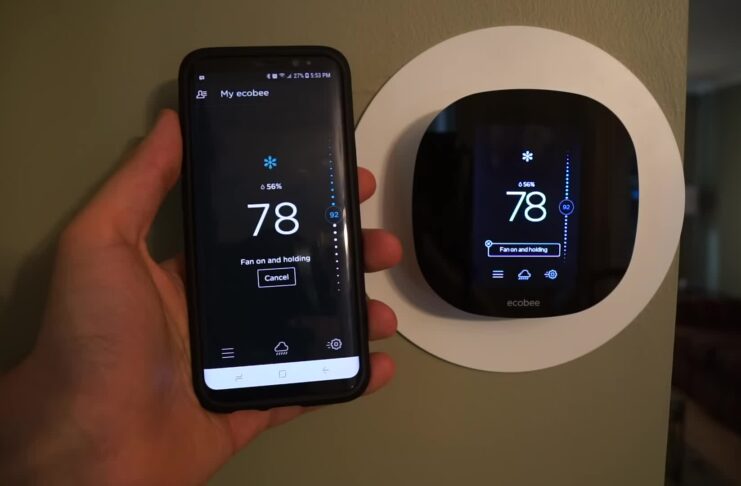 27% 5:53 PM
My ecobee
56%
78
92
Fan on and holding
Cancel
56%
78
92
Fan on and holding
ecobee